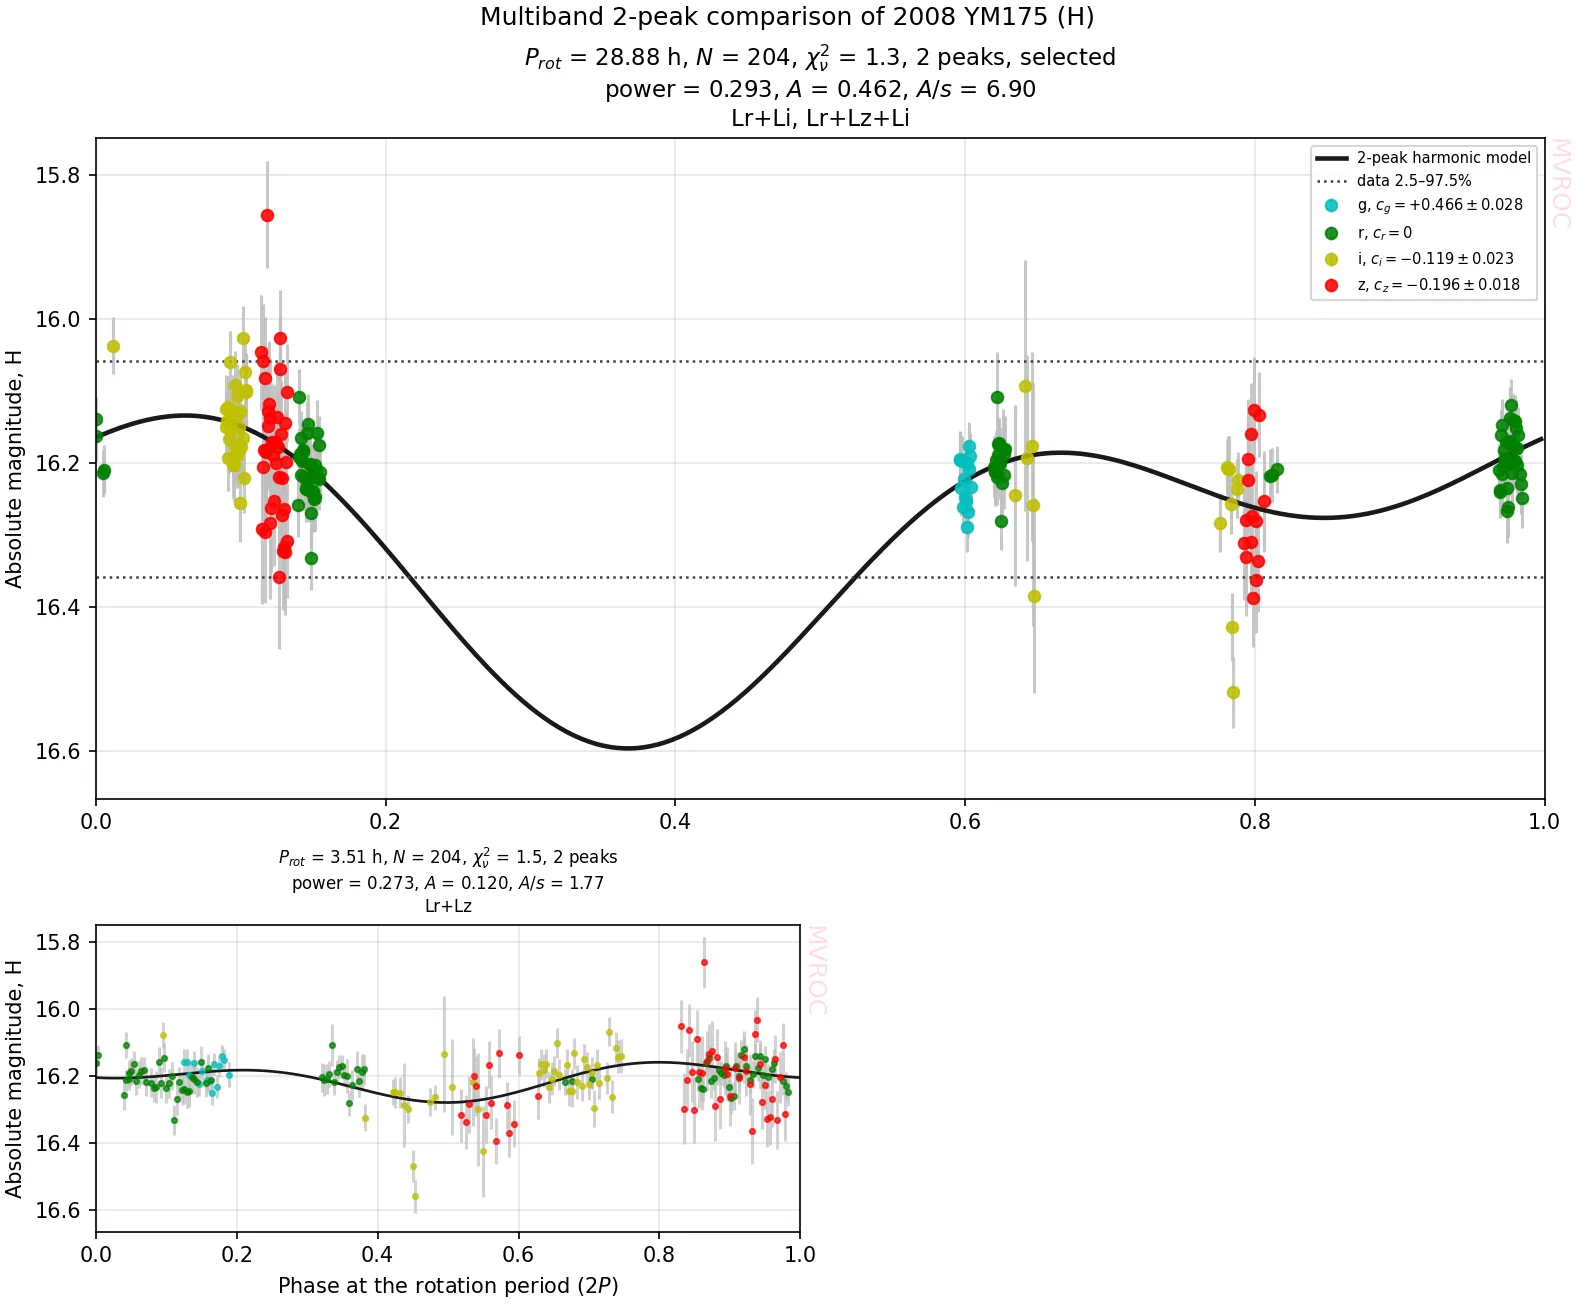 Multiband 2-peak comparison of 2008 YM175 (H)
P_rot = 28.88 h, N = 204, χ²_ν = 1.3, 2 peaks, selected
power = 0.293, A = 0.462, A/s = 6.90
Lr+Li, Lr+Lz+Li
2-peak harmonic model
data 2.5–97.5%
g, c_g = +0.466 ± 0.028
r, c_r = 0
i, c_i = −0.119 ± 0.023
z, c_z = −0.196 ± 0.018
MVROC
Absolute magnitude, H
15.8
16.0
16.2
16.4
16.6
0.0 0.2 0.4 0.6 0.8 1.0
P_rot = 3.51 h, N = 204, χ²_ν = 1.5, 2 peaks
power = 0.273, A = 0.120, A/s = 1.77
Lr+Lz
MVROC
Absolute magnitude, H
15.8
16.0
16.2
16.4
16.6
0.0 0.2 0.4 0.6 0.8 1.0
Phase at the rotation period (2P)